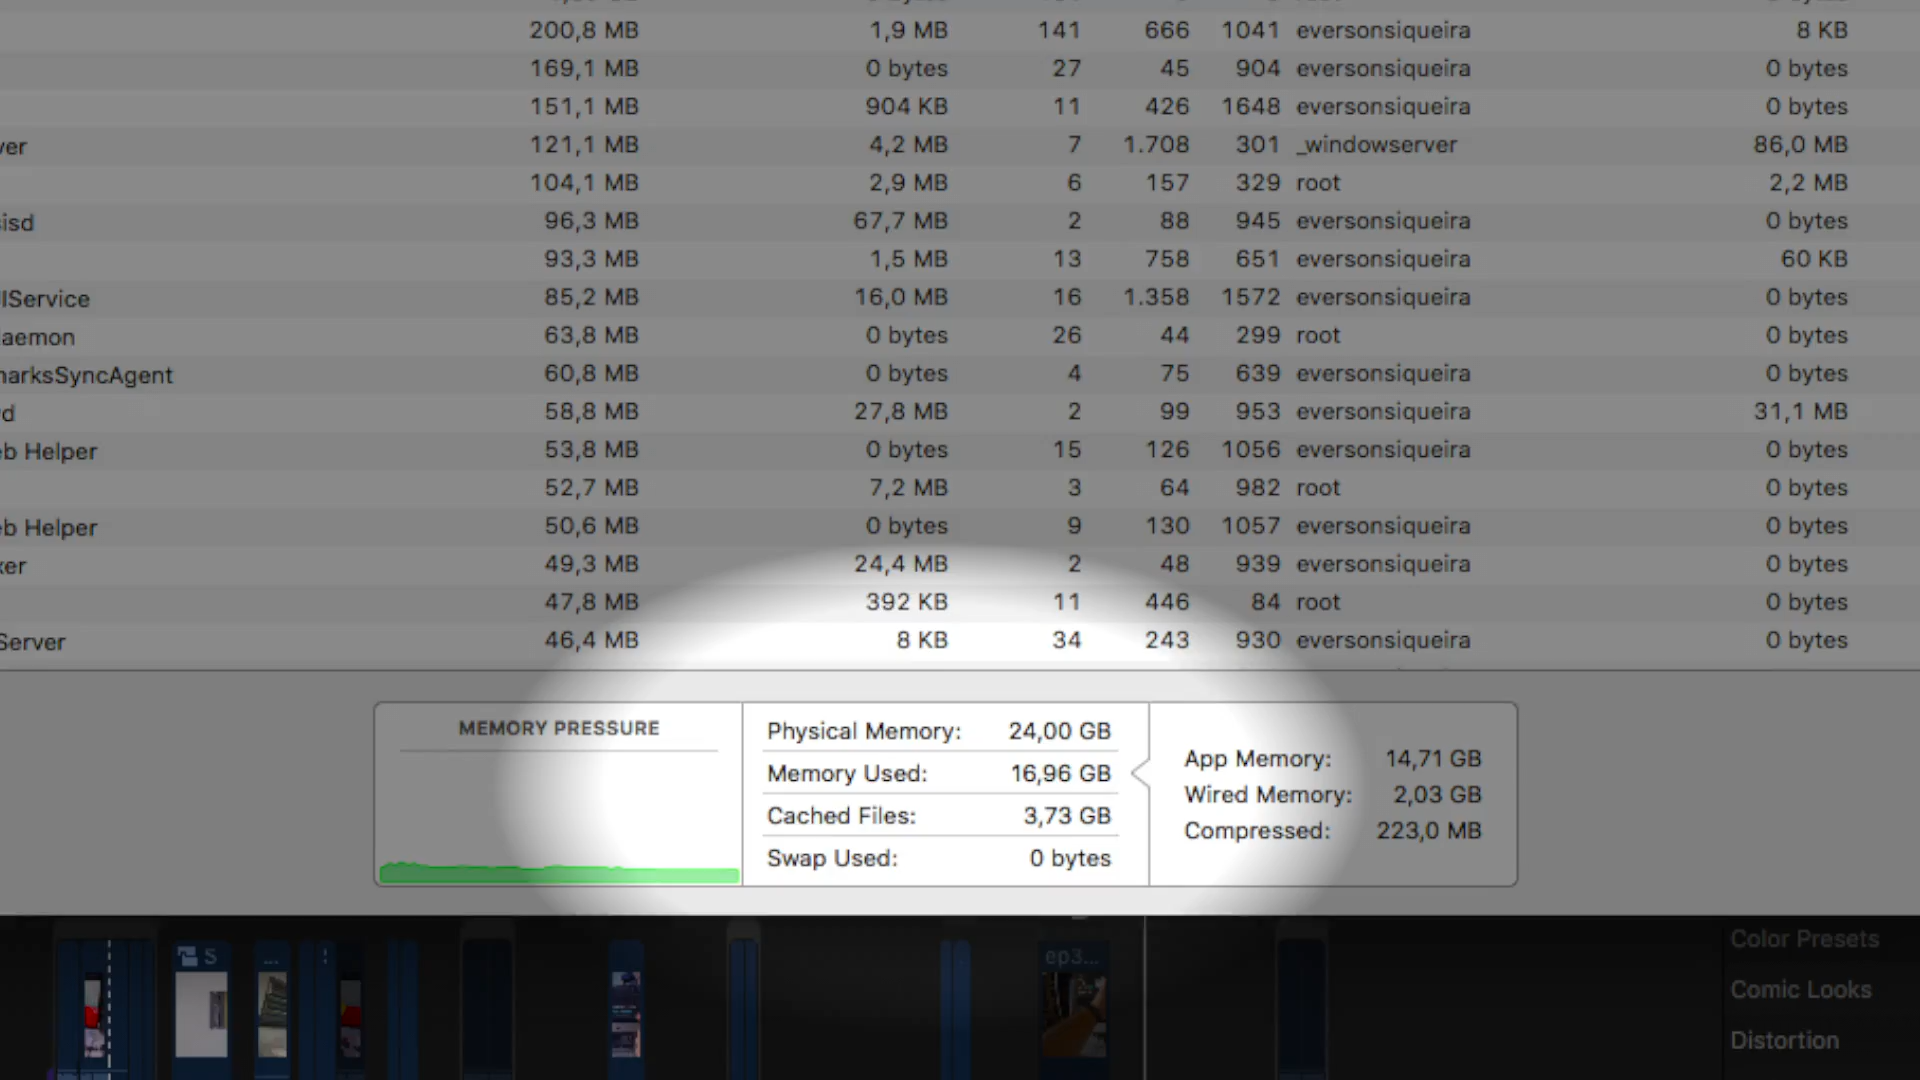 200,8 MB 1,9 MB 141 666 1041 eversonsiqueira 8 KB
169,1 MB 0 bytes 27 45 904 eversonsiqueira 0 bytes
151,1 MB 904 KB 11 426 1648 eversonsiqueira 0 bytes
ver 121,1 MB 4,2 MB 7 1.708 301 _windowserver 86,0 MB
104,1 MB 2,9 MB 6 157 329 root 2,2 MB
sisd 96,3 MB 67,7 MB 2 88 945 eversonsiqueira 0 bytes
93,3 MB 1,5 MB 13 758 651 eversonsiqueira 60 KB
UIService 85,2 MB 16,0 MB 16 1.358 1572 eversonsiqueira 0 bytes
aemon 63,8 MB 0 bytes 26 44 299 root 0 bytes
narksSyncAgent 60,8 MB 0 bytes 4 75 639 eversonsiqueira 0 bytes
d 58,8 MB 27,8 MB 2 99 953 eversonsiqueira 31,1 MB
eb Helper 53,8 MB 0 bytes 15 126 1056 eversonsiqueira 0 bytes
52,7 MB 7,2 MB 3 64 982 root 0 bytes
eb Helper 50,6 MB 0 bytes 9 130 1057 eversonsiqueira 0 bytes
xer 49,3 MB 24,4 MB 2 48 939 eversonsiqueira 0 bytes
47,8 MB 392 KB 11 446 84 root 0 bytes
Server 46,4 MB 8 KB 34 243 930 eversonsiqueira 0 bytes
MEMORY PRESSURE
Physical Memory: 24,00 GB
Memory Used: 16,96 GB
Cached Files: 3,73 GB
Swap Used: 0 bytes
App Memory: 14,71 GB
Wired Memory: 2,03 GB
Compressed: 223,0 MB
S
...
ep3...
Color Presets
Comic Looks
Distortion